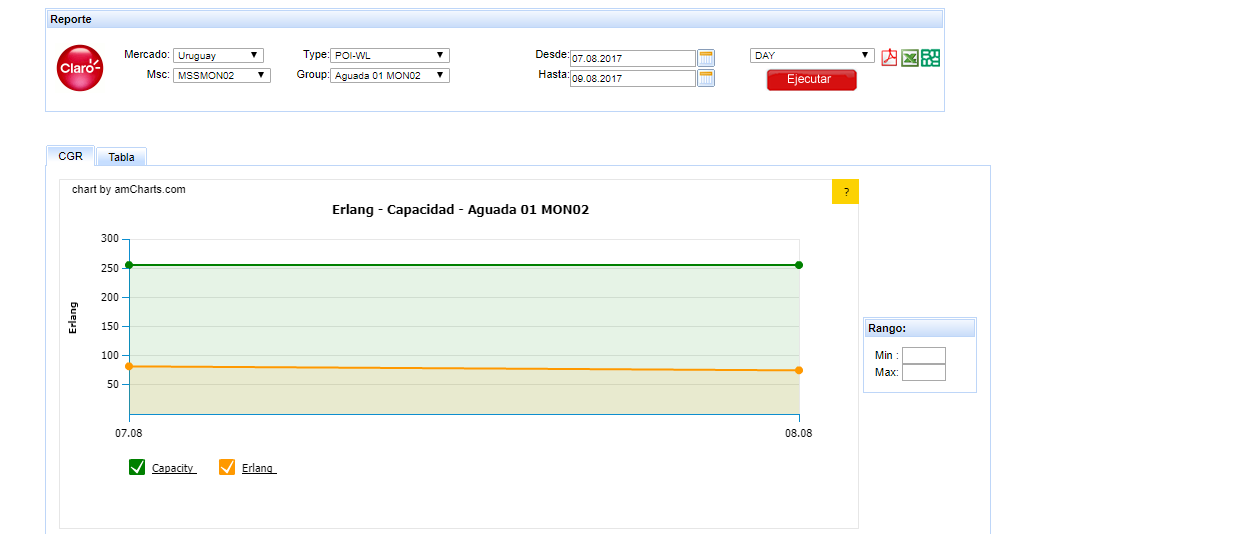 Reporte
Claro
Mercado: Uruguay Type: POI-WL Desde: 07.08.2017 DAY
Msc: MSSMON02 Group: Aguada 01 MON02 Hasta: 09.08.2017 Ejecutar
CGR Tabla
chart by amCharts.com ?
Erlang - Capacidad - Aguada 01 MON02
300
250
200
150
100
50
Erlang
07.08 08.08
Capacity Erlang
Rango:
Min :
Max: